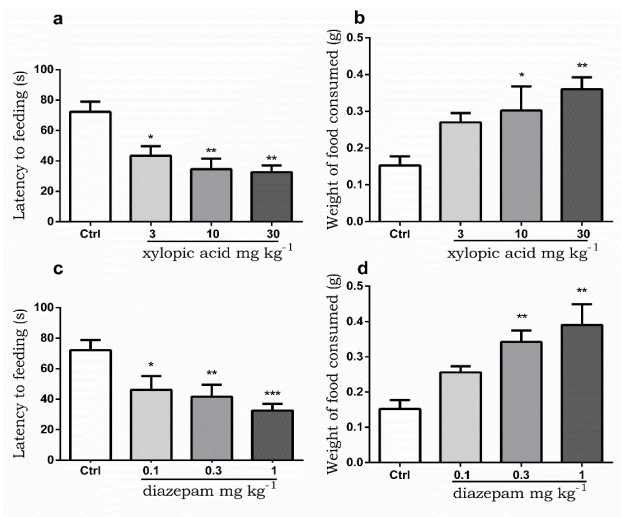 a
Latency to feeding (s)
100
80
60
40
20
0
*
**
**
Ctrl 3 10 30
xylopic acid mg kg-1
b
Weight of food consumed (g)
0.5
0.4
0.3
0.2
0.1
0.0
*
**
Ctrl 3 10 30
xylopic acid mg kg-1
c
Latency to feeding (s)
100
80
60
40
20
0
*
**
***
Ctrl 0.1 0.3 1
diazepam mg kg-1
d
Weight of food consumed (g)
0.5
0.4
0.3
0.2
0.1
0.0
**
**
Ctrl 0.1 0.3 1
diazepam mg kg-1